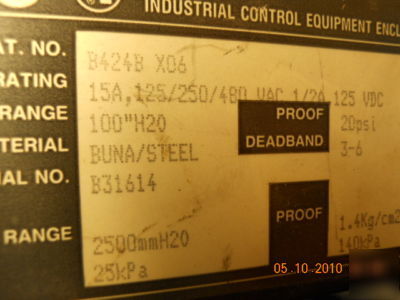 INDUSTRIAL CONTROL EQUIPMENT ENCL
AT. NO. B424B X06
RATING 15A,125/250/480 VAC 1/2A 125 VDC
RANGE 100"H20 PROOF 20psi
TERIAL BUNA/STEEL DEADBAND 3-6
IAL NO. B31614
RANGE 2500mmH20 PROOF 1.4Kg/cm2
25kPa 140kPa
05.10.2010